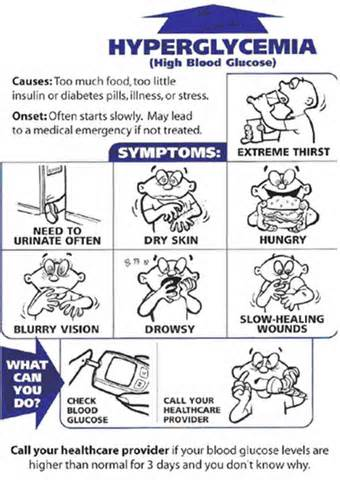 HYPERGLYCEMIA
(High Blood Glucose)
Causes: Too much food, too little
insulin or diabetes pills, illness, or stress.
Onset: Often starts slowly. May lead
to a medical emergency if not treated.
SYMPTOMS:
EXTREME THIRST
NEED TO
URINATE OFTEN
DRY SKIN
HUNGRY
BLURRY VISION
DROWSY
SLOW-HEALING
WOUNDS
WHAT
CAN
YOU
DO?
CHECK
BLOOD
GLUCOSE
CALL YOUR
HEALTHCARE
PROVIDER
Call your healthcare provider if your blood glucose levels are
higher than normal for 3 days and you don't know why.